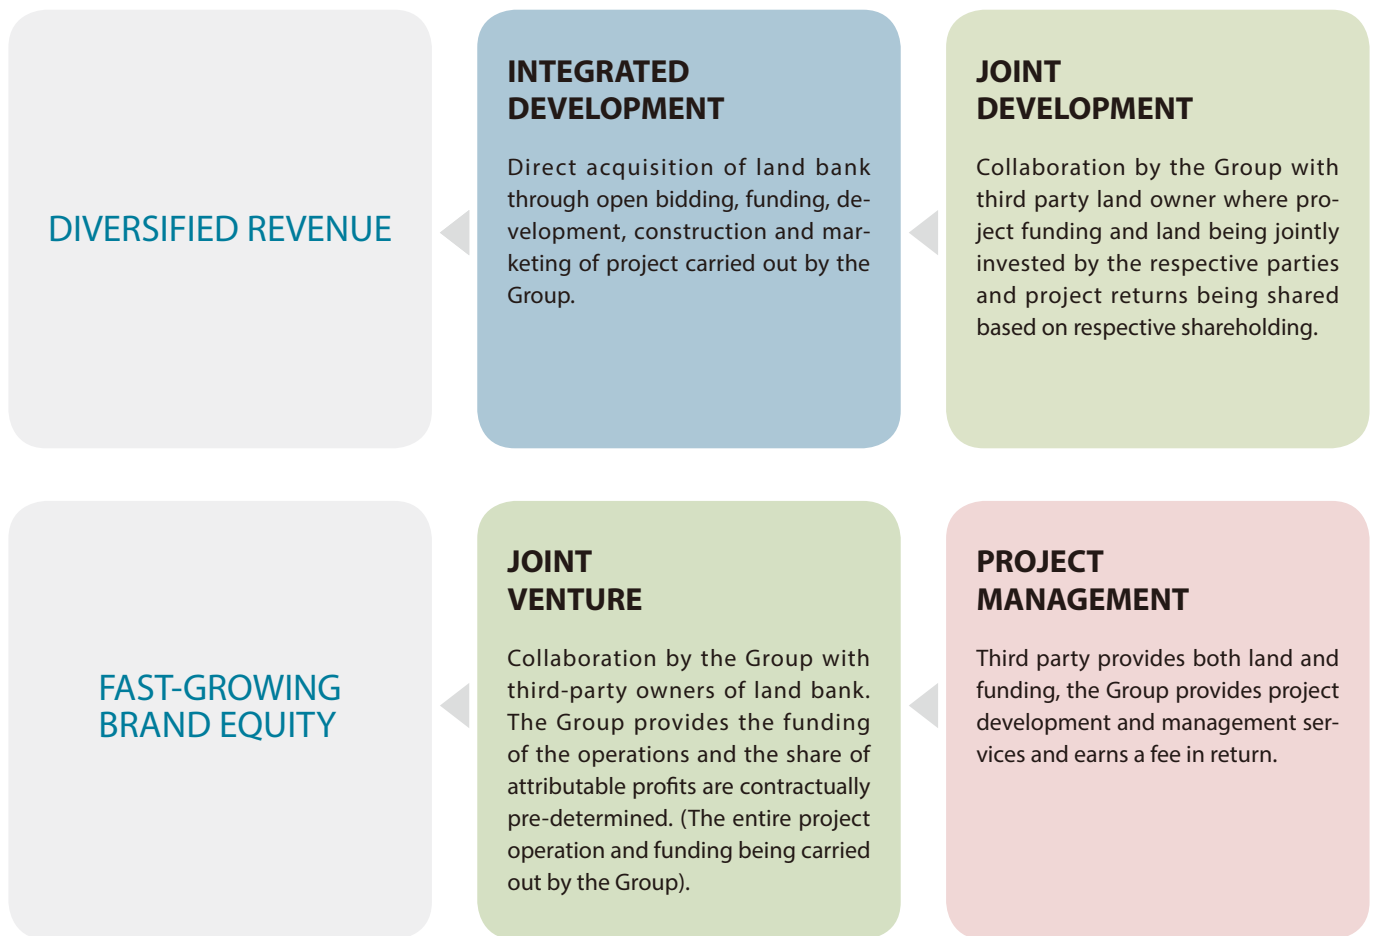 DIVERSIFIED REVENUE
INTEGRATED
DEVELOPMENT
Direct acquisition of land bank
through open bidding, funding, de-
velopment, construction and mar-
keting of project carried out by the
Group.
JOINT
DEVELOPMENT
Collaboration by the Group with
third party land owner where pro-
ject funding and land being jointly
invested by the respective parties
and project returns being shared
based on respective shareholding.
FAST-GROWING
BRAND EQUITY
JOINT
VENTURE
Collaboration by the Group with
third-party owners of land bank.
The Group provides the funding
of the operations and the share of
attributable profits are contractually
pre-determined. (The entire project
operation and funding being carried
out by the Group).
PROJECT
MANAGEMENT
Third party provides both land and
funding, the Group provides project
development and management ser-
vices and earns a fee in return.